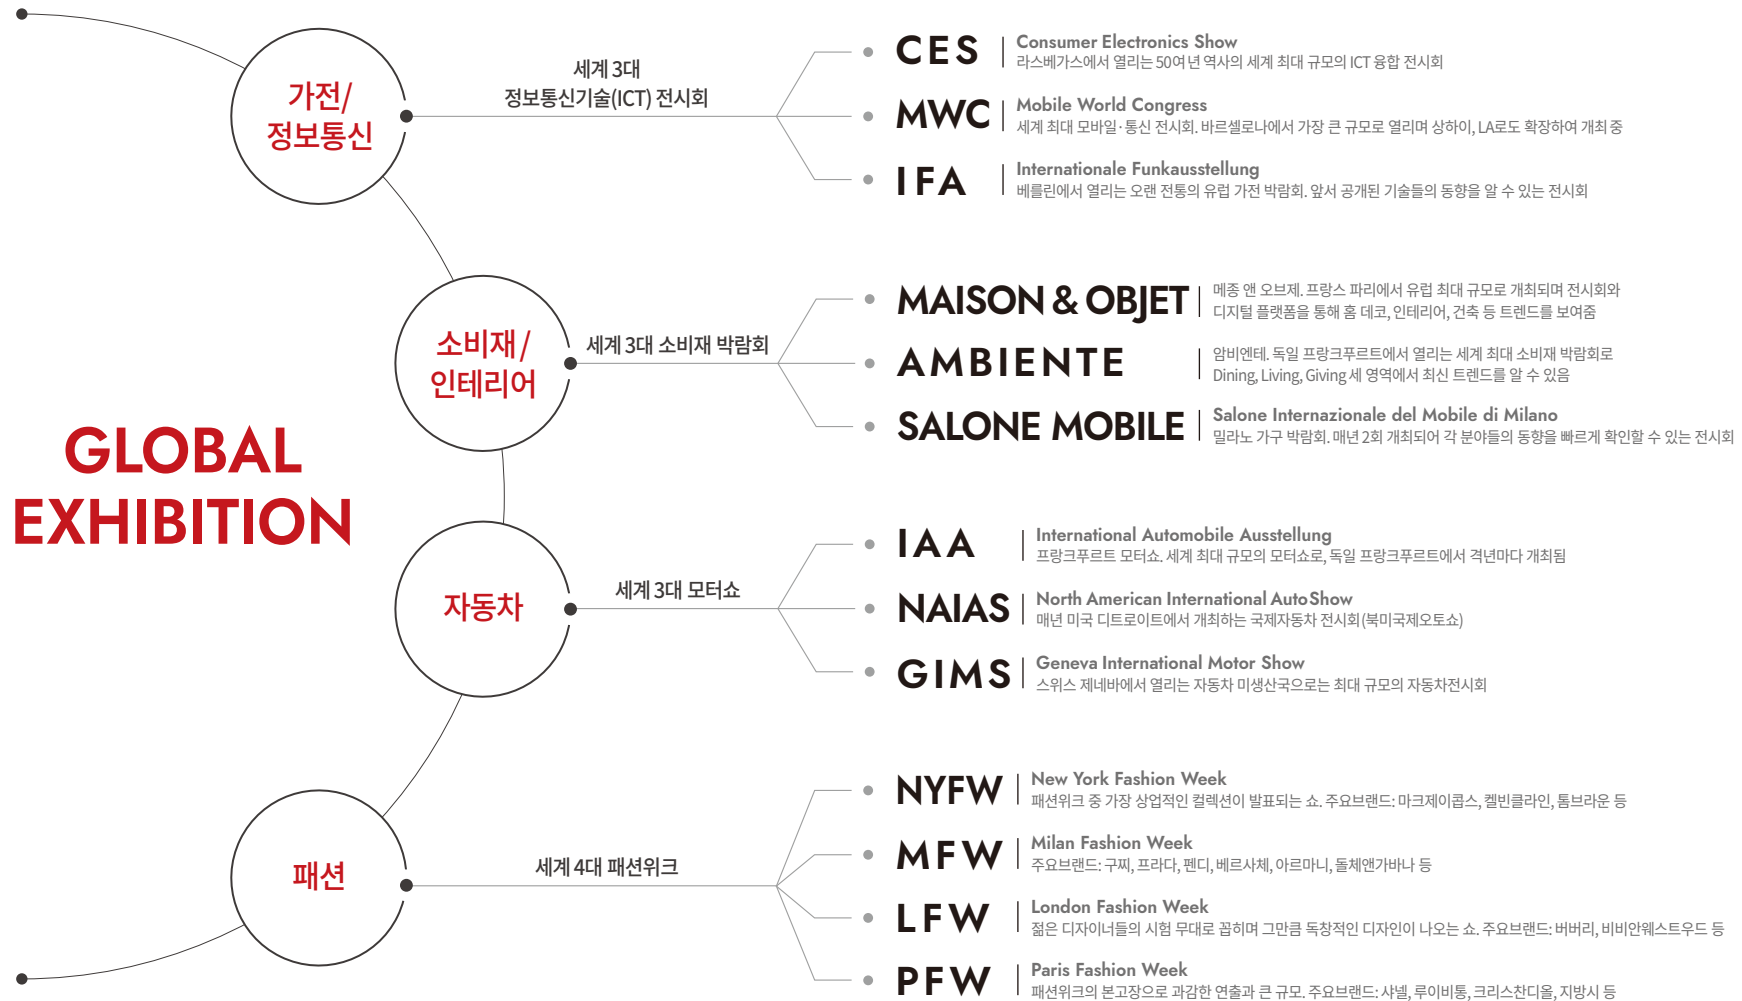 GLOBAL
EXHIBITION
가전/
정보통신
세계 3대
정보통신기술(ICT) 전시회
CES
Consumer Electronics Show
라스베가스에서 열리는 50여 년 역사의 세계 최대 규모의 ICT 융합 전시회
MWC
Mobile World Congress
세계 최대 모바일·통신 전시회. 바르셀로나에서 가장 큰 규모로 열리며 상하이, LA로도 확장하여 개최 중
IFA
Internationale Funkausstellung
베를린에서 열리는 오랜 전통의 유럽 가전 박람회. 앞서 공개된 기술들의 동향을 알 수 있는 전시회
소비재/
인테리어
세계 3대 소비재 박람회
MAISON & OBJET
메종 앤 오브제. 프랑스 파리에서 유럽 최대 규모로 개최되며 전시회와
디지털 플랫폼을 통해 홈 데코, 인테리어, 건축 등 트렌드를 보여줌
AMBIENTE
암비엔테. 독일 프랑크푸르트에서 열리는 세계 최대 소비재 박람회로
Dining, Living, Giving 세 영역에서 최신 트렌드를 알 수 있음
SALONE MOBILE
Salone Internazionale del Mobile di Milano
밀라노 가구 박람회. 매년 2회 개최되어 각 분야들의 동향을 빠르게 확인할 수 있는 전시회
자동차
세계 3대 모터쇼
IAA
International Automobile Ausstellung
프랑크푸르트 모터쇼. 세계 최대 규모의 모터쇼로, 독일 프랑크푸르트에서 격년마다 개최됨
NAIAS
North American International Auto Show
매년 미국 디트로이트에서 개최하는 국제자동차 전시회(북미국제오토쇼)
GIMS
Geneva International Motor Show
스위스 제네바에서 열리는 자동차 미생산국으로는 최대 규모의 자동차전시회
패션
세계 4대 패션위크
NYFW
New York Fashion Week
패션위크 중 가장 상업적인 컬렉션이 발표되는 쇼. 주요브랜드: 마크제이콥스, 켈빈클라인, 톰브라운 등
MFW
Milan Fashion Week
주요브랜드: 구찌, 프라다, 펜디, 베르사체, 아르마니, 돌체앤가바나 등
LFW
London Fashion Week
젊은 디자이너들의 시험 무대로 꼽히며 그만큼 독창적인 디자인이 나오는 쇼. 주요브랜드: 버버리, 비비안웨스트우드 등
PFW
Paris Fashion Week
패션위크의 본고장으로 과감한 연출과 큰 규모. 주요브랜드: 샤넬, 루이비통, 크리스찬디올, 지방시 등